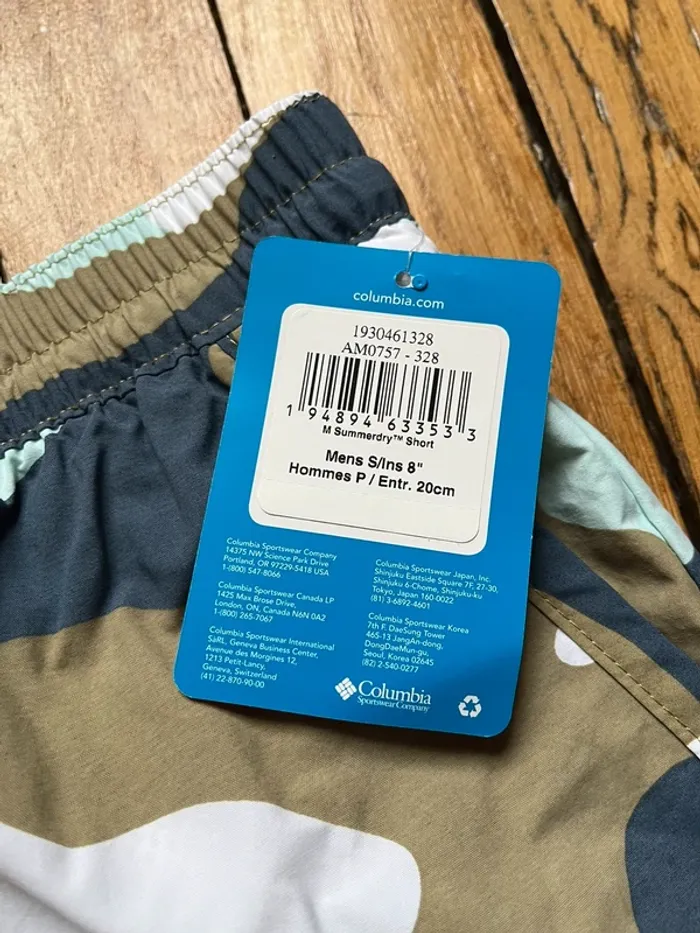 columbia.com
1930461328
AM0757 - 328
1 94894 63353 3
M Summerdry™ Short
Mens S/Ins 8"
Hommes P / Entr. 20cm
Columbia Sportswear Company
14375 NW Science Park Drive
Portland, OR 97229-5418 USA
1-(800) 547-8066
Columbia Sportswear Canada LP
1425 Max Brose Drive,
London, ON, Canada N6N 0A2
1-(800) 265-7067
Columbia Sportswear International
SàRL, Geneva Business Center,
Avenue des Morgines 12,
1213 Petit-Lancy,
Geneva, Switzerland
(41) 22-870-90-00
Columbia Sportswear Japan, Inc.
Shinjuku Eastside Square 7F, 27-30,
Shinjuku 6-Chome, Shinjuku-ku
Tokyo, Japan 160-0022
(81) 3-6892-4601
Columbia Sportswear Korea
7th F. DaeSung Tower
465-13 JangAn-dong,
DongDaeMun-gu,
Seoul, Korea 02645
(82) 2-540-0277
Columbia
Sportswear Company